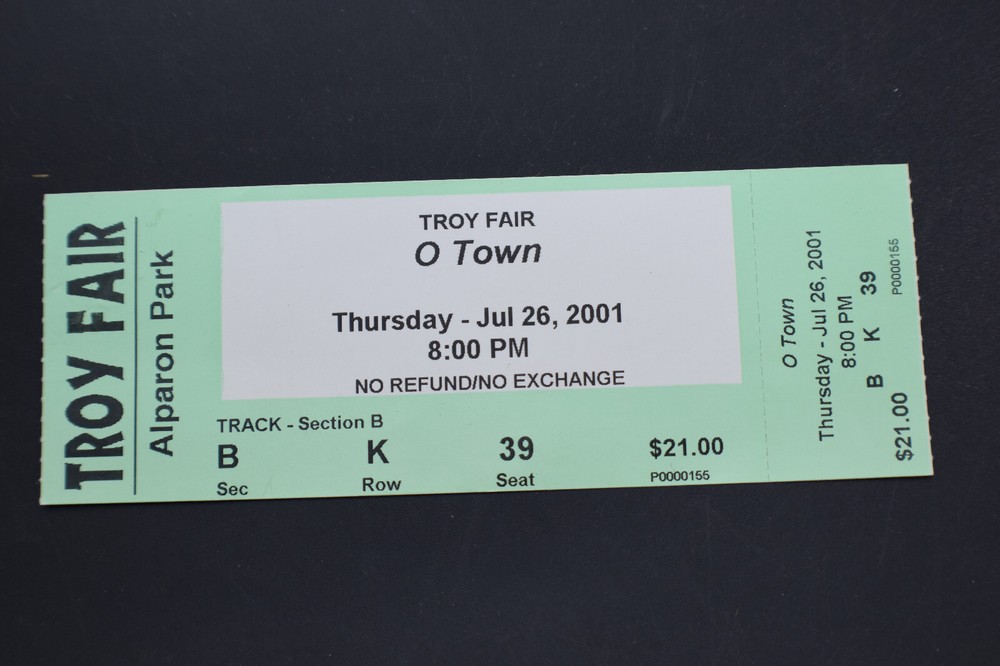 TROY FAIR
Alparon Park
TROY FAIR
O Town
Thursday - Jul 26, 2001
8:00 PM
NO REFUND/NO EXCHANGE
TRACK - Section B
B K 39 $21.00
Sec Row Seat P0000155
O Town
Thursday - Jul 26, 2001
8:00 PM
B K 39
$21.00 P0000155